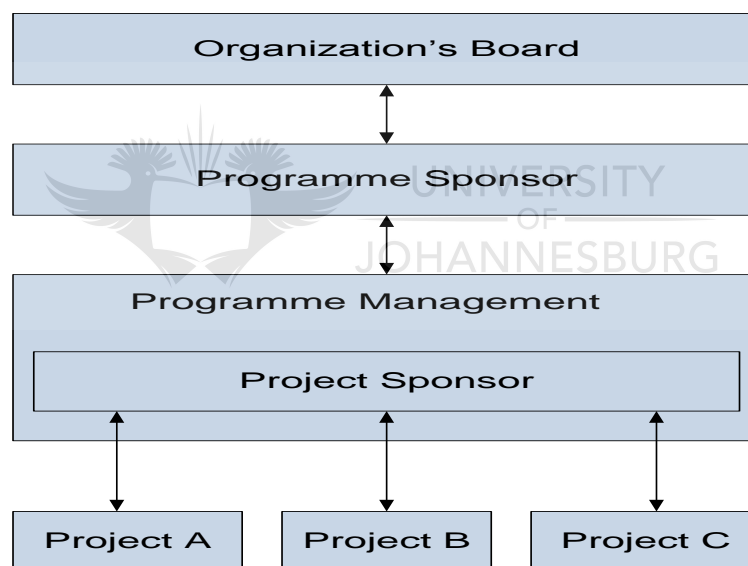 Organization's Board
Programme Sponsor
UNIVERSITY
OF
JOHANNESBURG
Programme Management
Project Sponsor
Project A
Project B
Project C